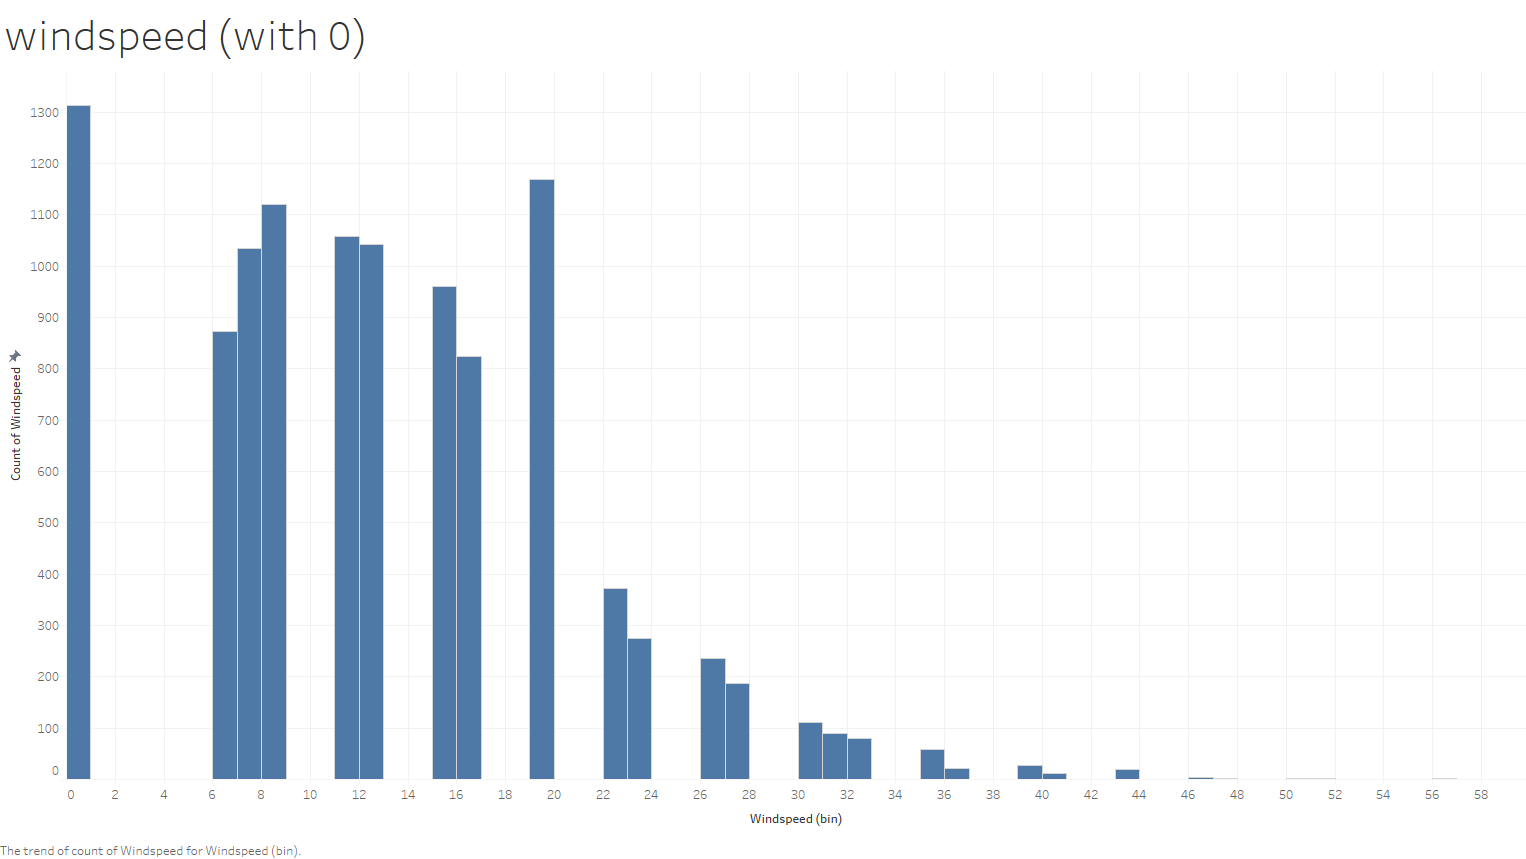 windspeed (with 0)
1300
1200
1100
1000
900
800
700
600
500
400
300
200
100
0
Count of Windspeed
0 2 4 6 8 10 12 14 16 18 20 22 24 26 28 30 32 34 36 38 40 42 44 46 48 50 52 54 56 58
Windspeed (bin)
The trend of count of Windspeed for Windspeed (bin).